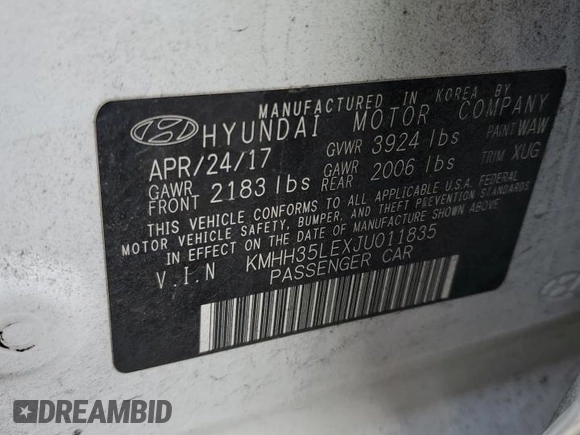 MANUFACTURED IN KOREA BY
HYUNDAI MOTOR COMPANY
APR/24/17 GVWR 3924 lbs PAINT WAW
GAWR FRONT 2183 lbs GAWR REAR 2006 lbs TRIM XUG
THIS VEHICLE CONFORMS TO ALL APPLICABLE U.S.A. FEDERAL
MOTOR VEHICLE SAFETY, BUMPER, AND THEFT PREVENTION STANDARDS
IN EFFECT ON THE DATE OF MANUFACTURE SHOWN ABOVE.
V.I.N KMHH35LEXJU011835
PASSENGER CAR
DREAMBID